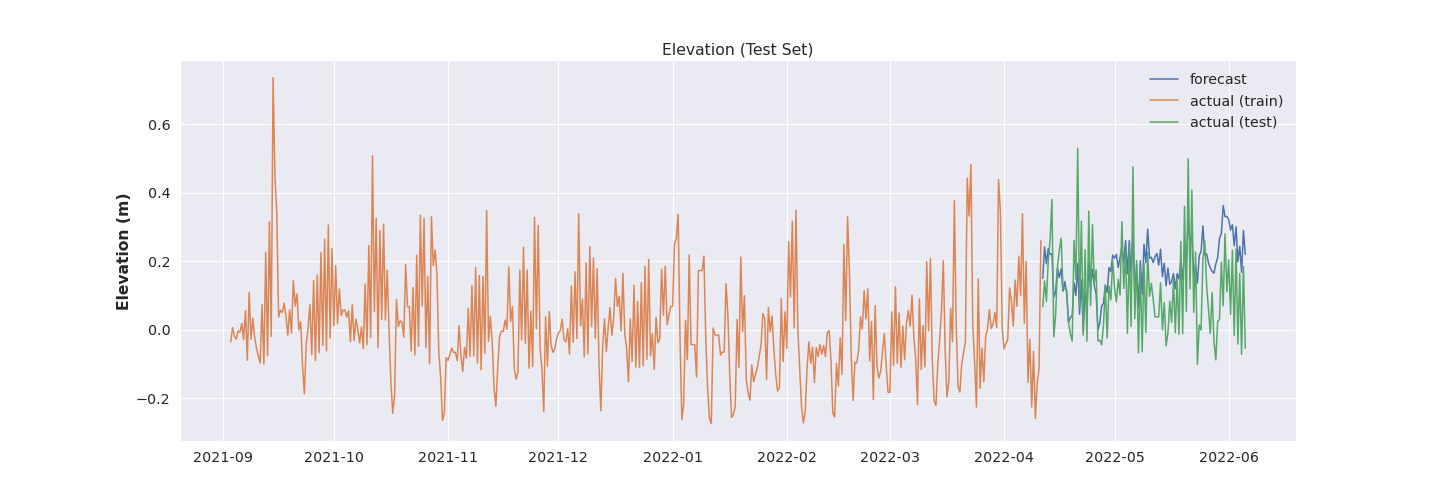 Elevation (Test Set)
forecast
actual (train)
actual (test)
Elevation (m)
0.6
0.4
0.2
0.0
−0.2
2021-09 2021-10 2021-11 2021-12 2022-01 2022-02 2022-03 2022-04 2022-05 2022-06